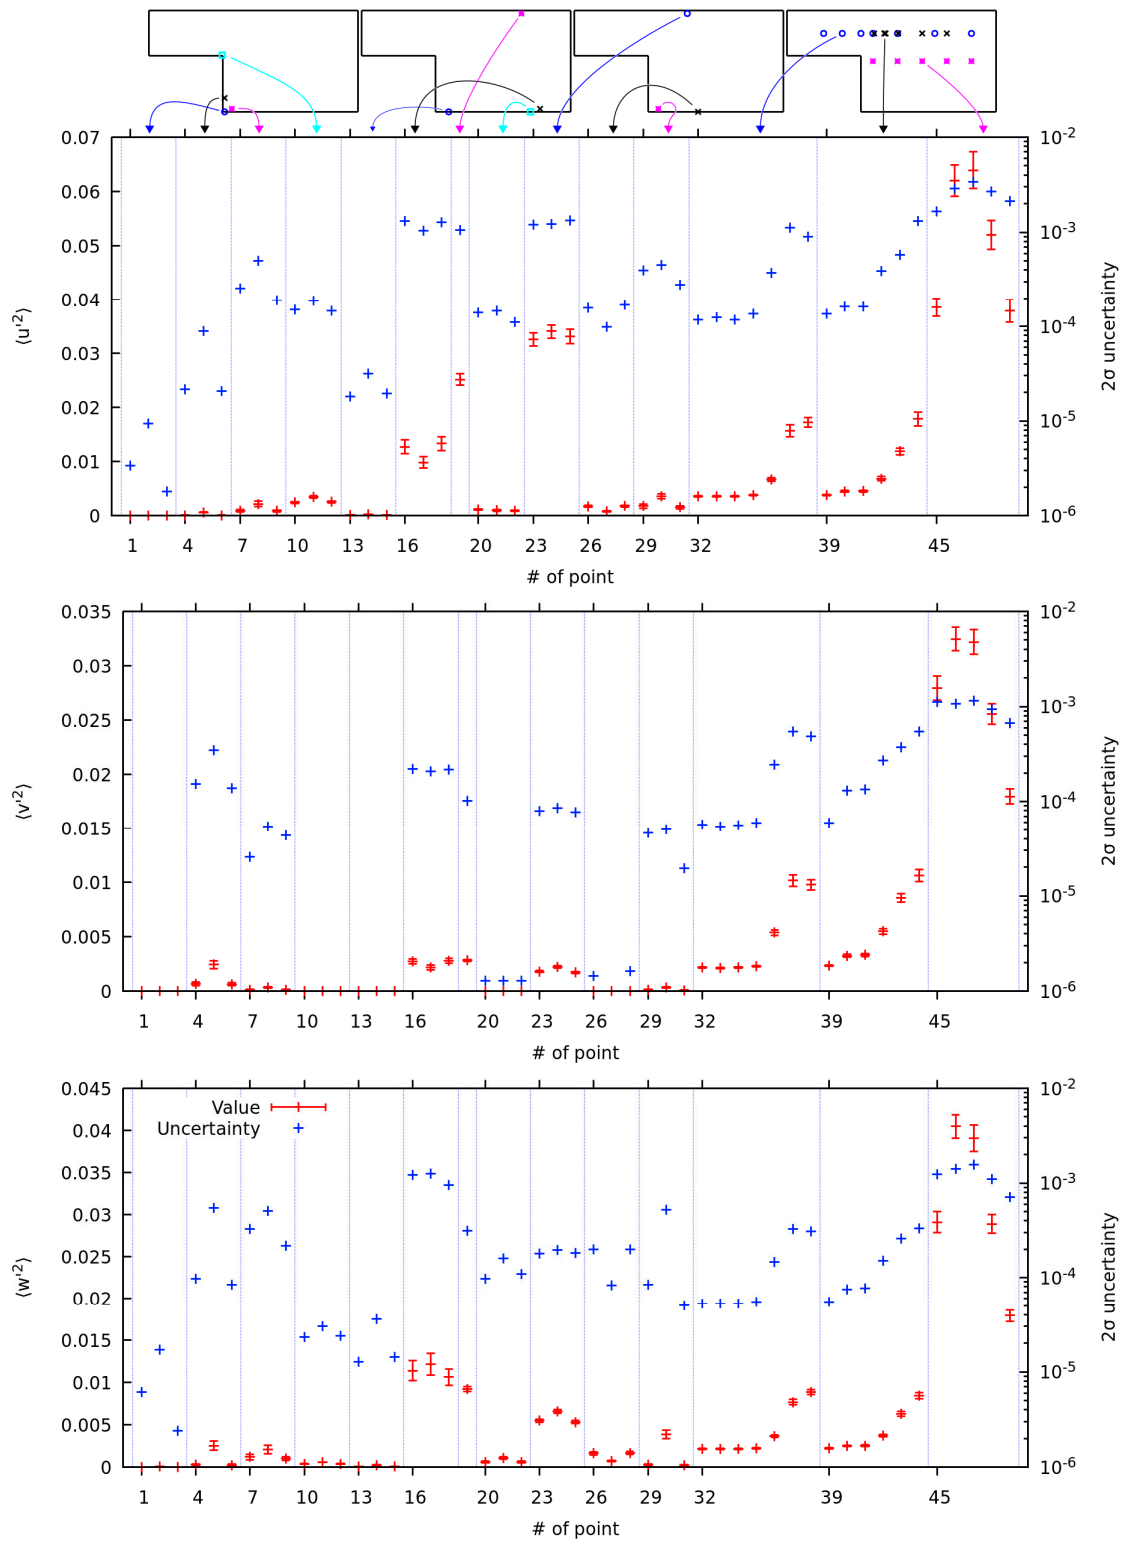 0.07
0.06
0.05
0.04
0.03
0.02
0.01
0
⟨u'²⟩
10⁻²
10⁻³
10⁻⁴
10⁻⁵
10⁻⁶
2σ uncertainty
1 4 7 10 13 16 20 23 26 29 32 39 45
# of point
0.035
0.03
0.025
0.02
0.015
0.01
0.005
0
⟨v'²⟩
10⁻²
10⁻³
10⁻⁴
10⁻⁵
10⁻⁶
2σ uncertainty
1 4 7 10 13 16 20 23 26 29 32 39 45
# of point
Value
Uncertainty
0.045
0.04
0.035
0.03
0.025
0.02
0.015
0.01
0.005
0
⟨w'²⟩
10⁻²
10⁻³
10⁻⁴
10⁻⁵
10⁻⁶
2σ uncertainty
1 4 7 10 13 16 20 23 26 29 32 39 45
# of point